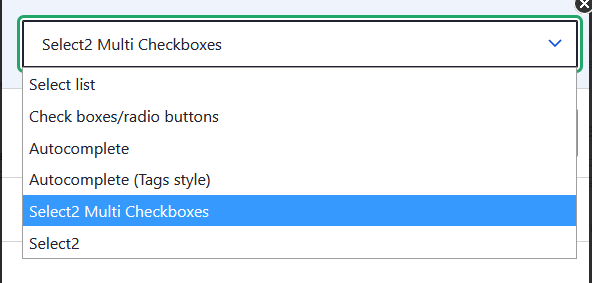 Select2 Multi Checkboxes
Select list
Check boxes/radio buttons
Autocomplete
Autocomplete (Tags style)
Select2 Multi Checkboxes
Select2